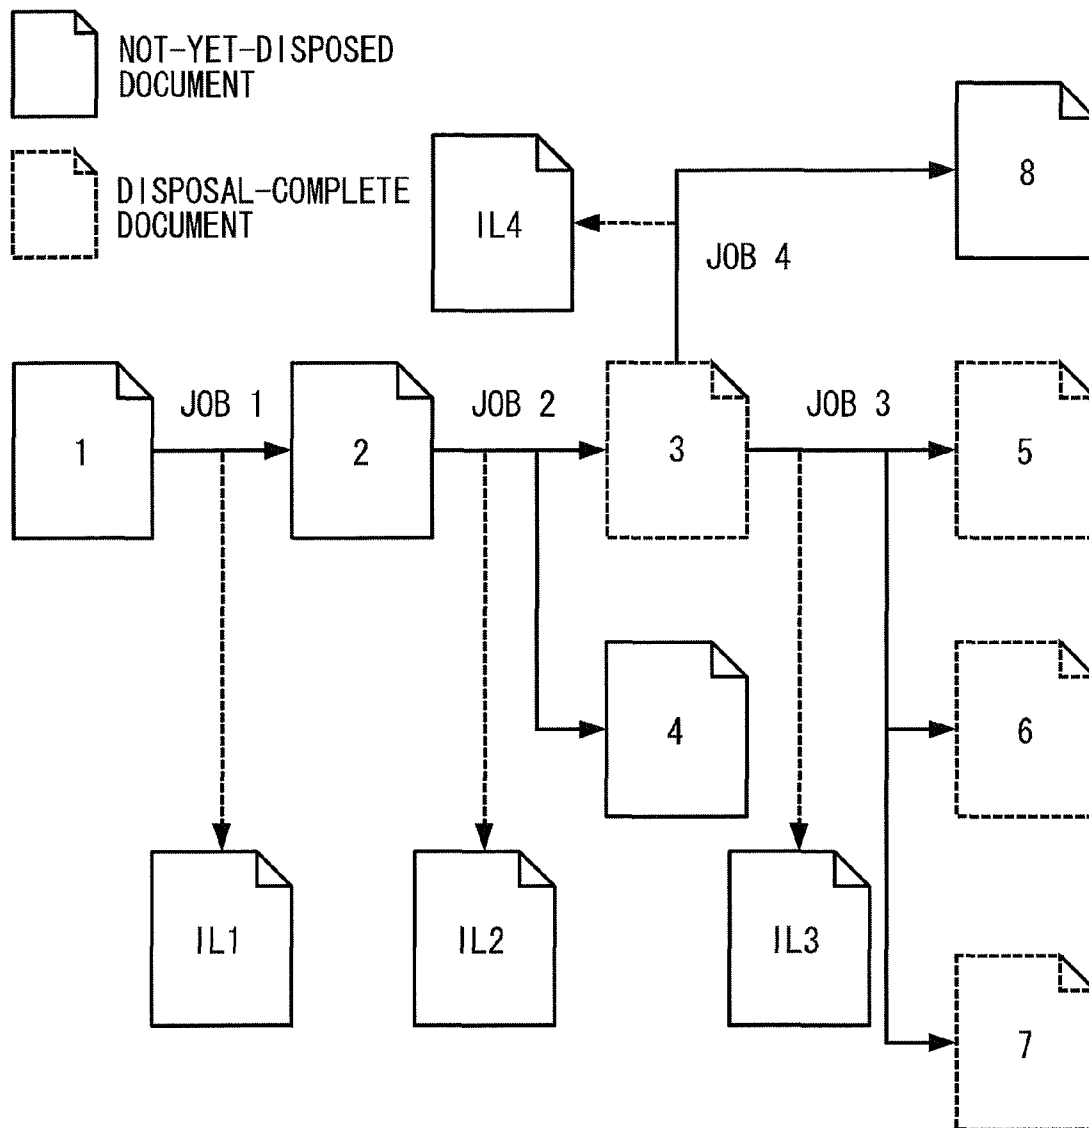 NOT-YET-DISPOSED
DOCUMENT
DISPOSAL-COMPLETE
DOCUMENT
IL4
8
JOB 4
1
JOB 1
2
JOB 2
3
JOB 3
5
4
6
IL1
IL2
IL3
7